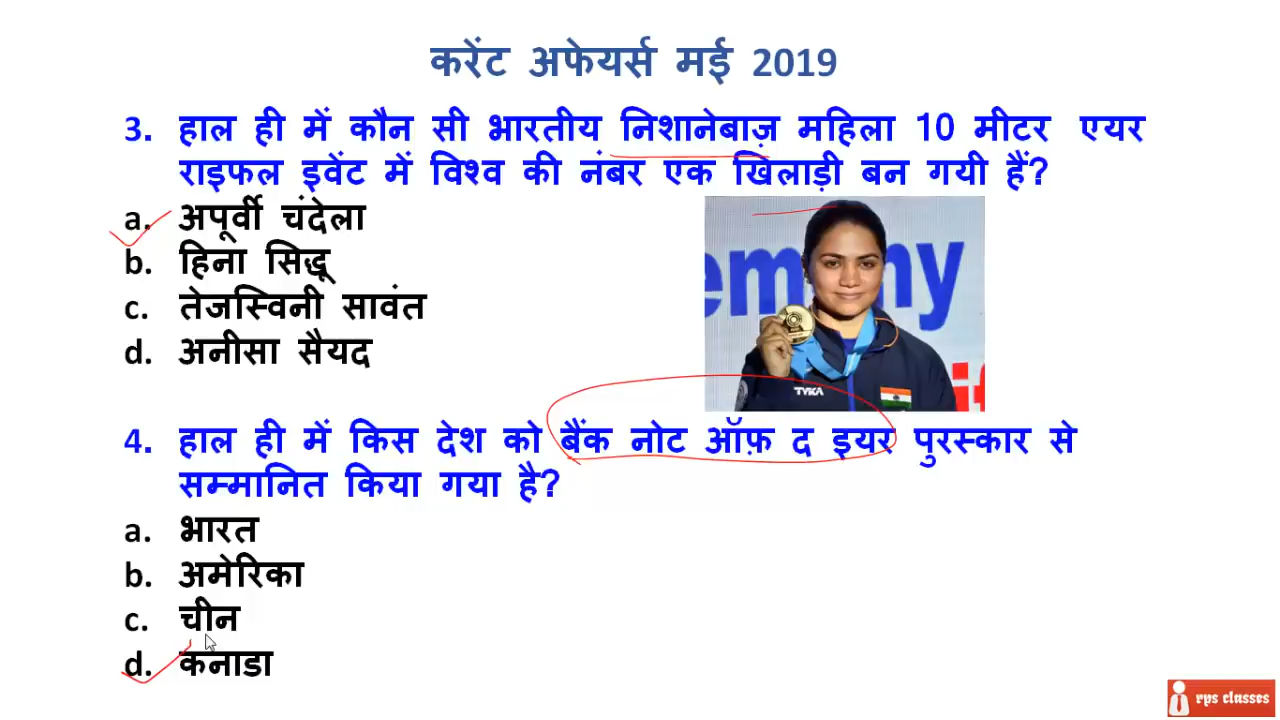 करेंट अफेयर्स मई 2019
3. हाल ही में कौन सी भारतीय निशानेबाज़ महिला 10 मीटर एयर
राइफल इवेंट में विश्व की नंबर एक खिलाड़ी बन गयी हैं?
a. अपूर्वी चंदेला
b. हिना सिद्धू
c. तेजस्विनी सावंत
d. अनीसा सैयद
emony
TYKA
4. हाल ही में किस देश को बैंक नोट ऑफ़ द इयर पुरस्कार से
सम्मानित किया गया है?
a. भारत
b. अमेरिका
c. चीन
d. कनाडा
rps classes